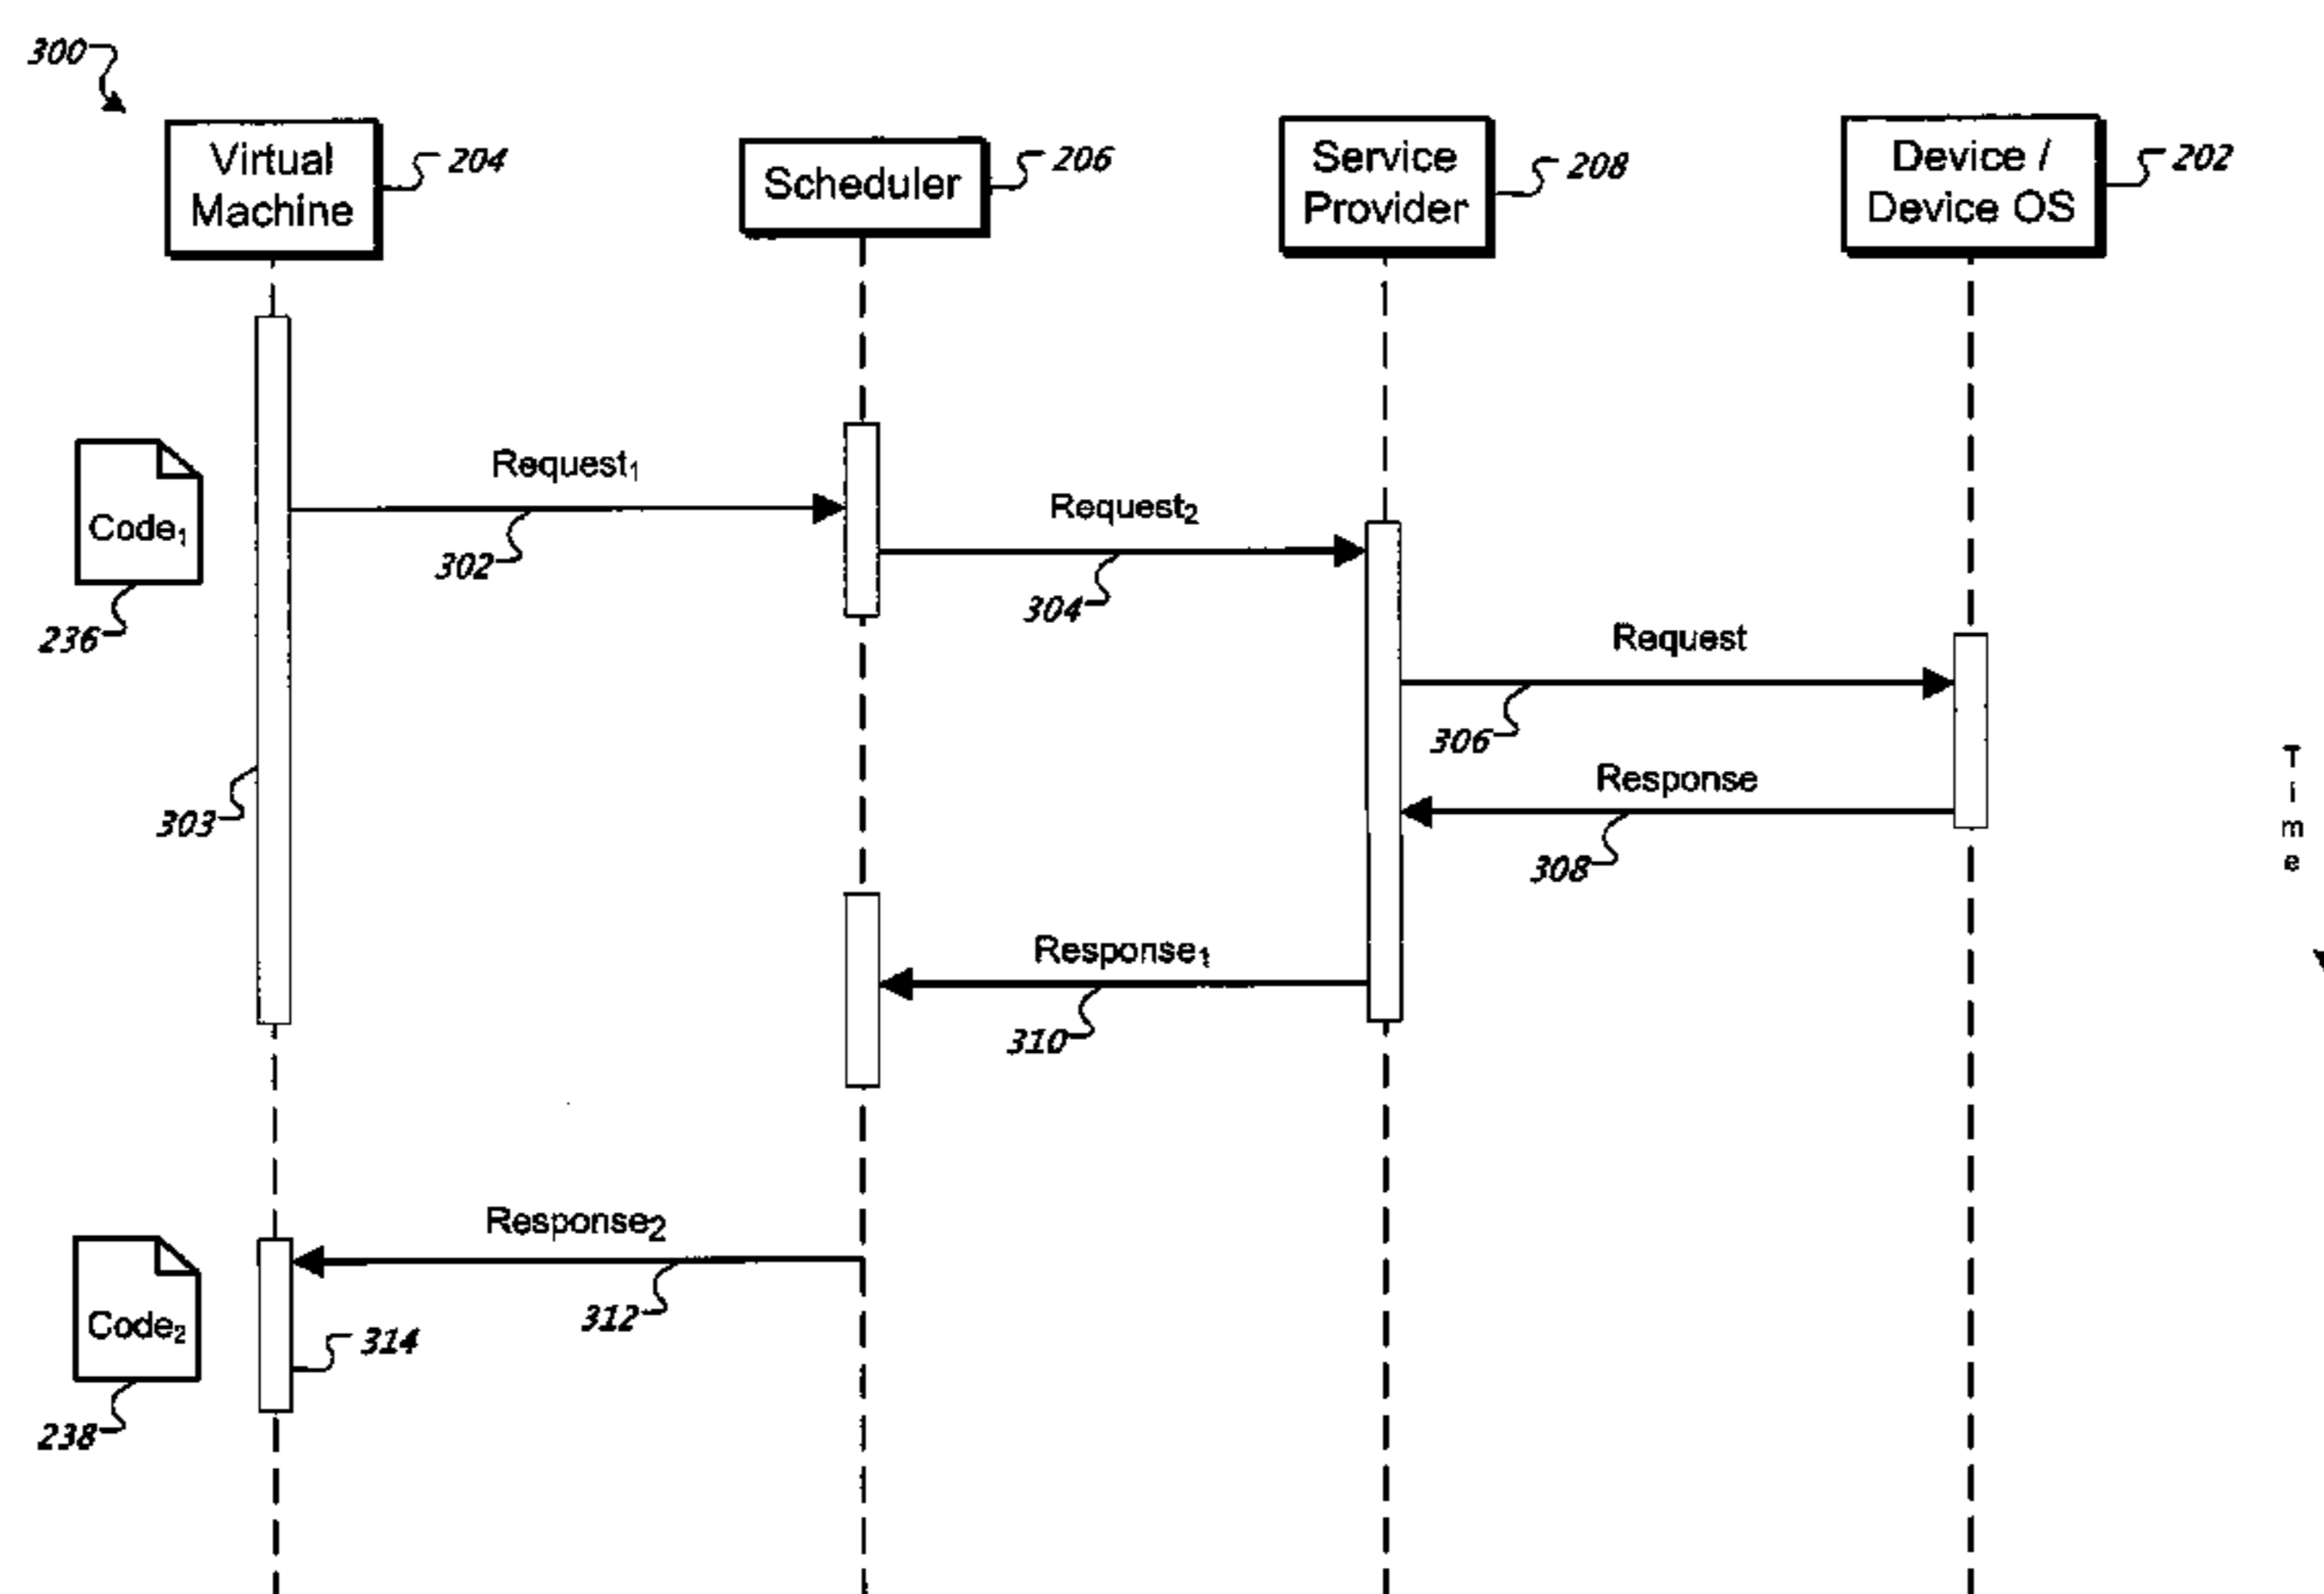 300
Virtual
Machine
204
Scheduler
206
Service
Provider
208
Device /
Device OS
202
Code₁
236
Request₁
302
Request₂
304
Request
306
303
Response
308
Time
Response₁
310
Response₂
312
Code₂
314
238